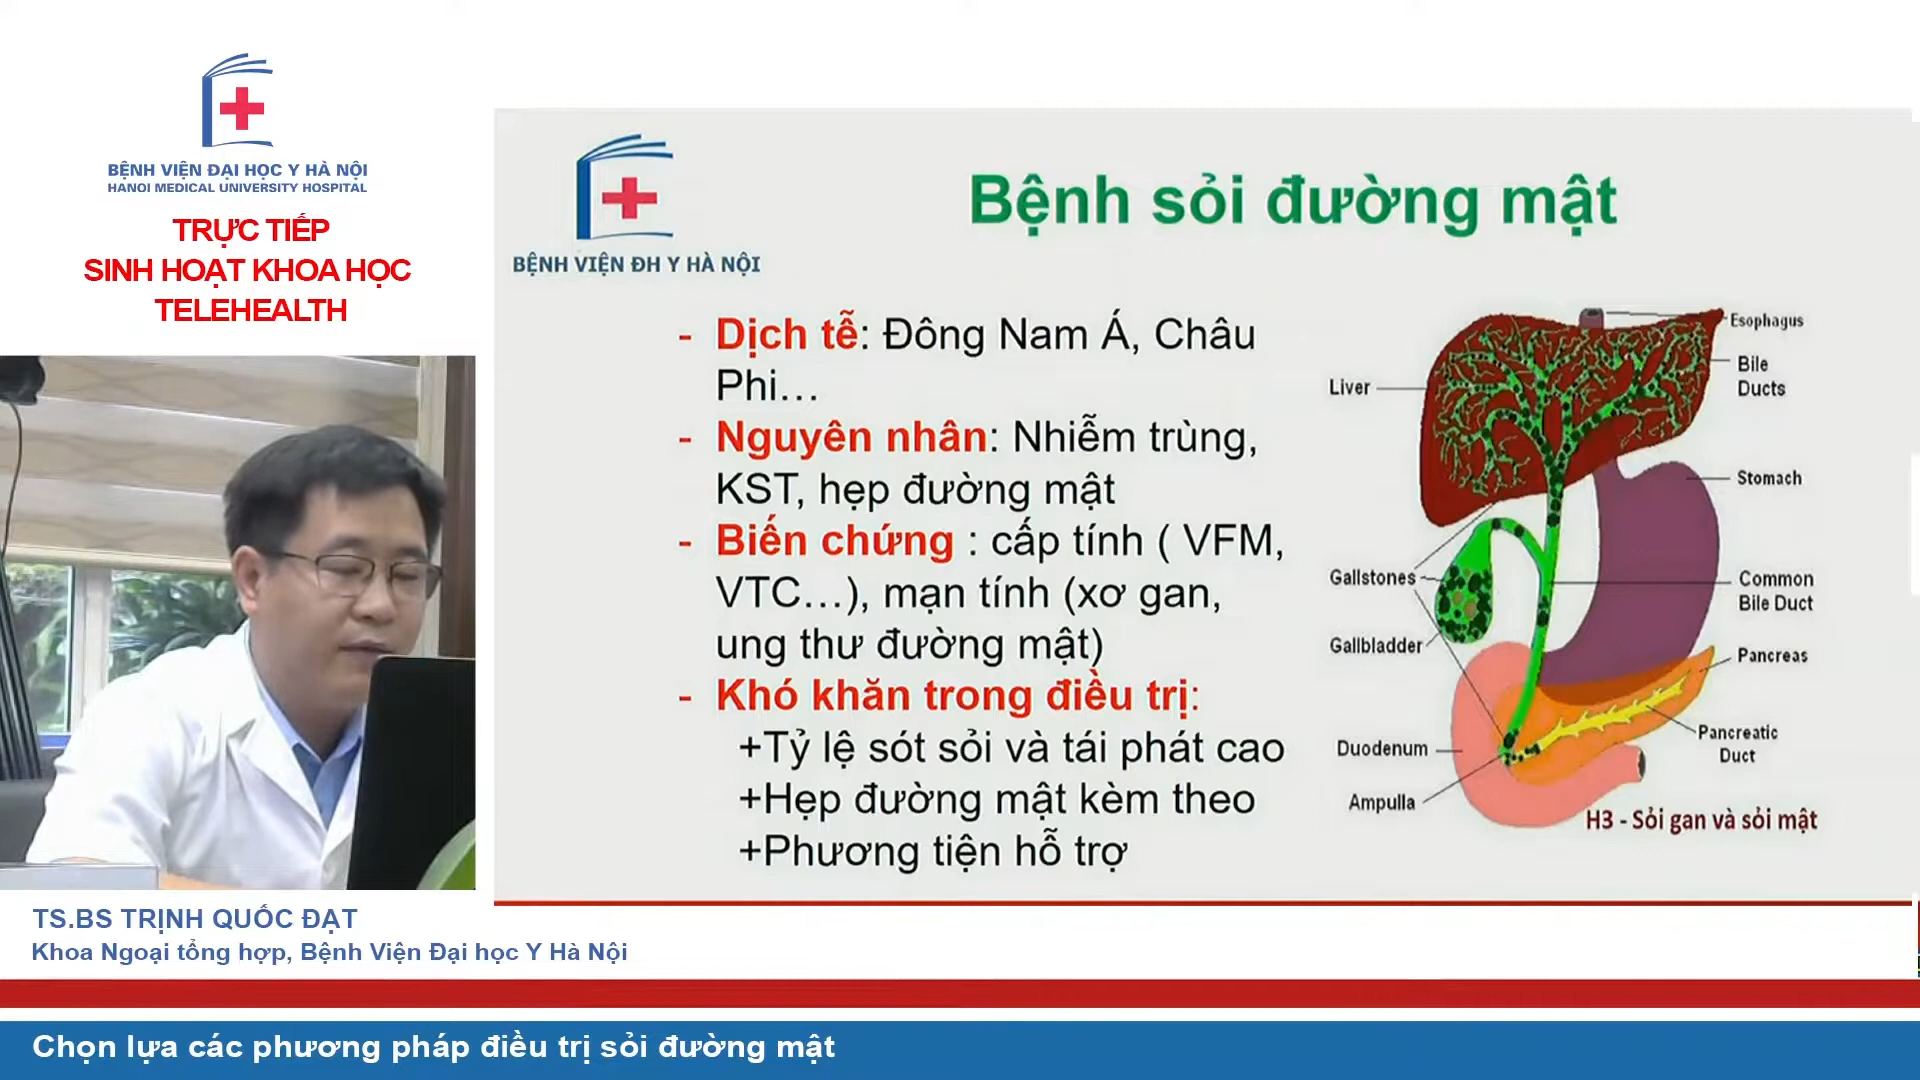 BỆNH VIỆN ĐẠI HỌC Y HÀ NỘI
HANOI MEDICAL UNIVERSITY HOSPITAL
TRỰC TIẾP
SINH HOẠT KHOA HỌC
TELEHEALTH
BỆNH VIỆN ĐH Y HÀ NỘI
Bệnh sỏi đường mật
- Dịch tễ: Đông Nam Á, Châu
Phi...
- Nguyên nhân: Nhiễm trùng,
KST, hẹp đường mật
- Biến chứng : cấp tính ( VFM,
VTC...), mạn tính (xơ gan,
ung thư đường mật)
- Khó khăn trong điều trị:
+Tỷ lệ sót sỏi và tái phát cao
+Hẹp đường mật kèm theo
+Phương tiện hỗ trợ
Esophagus
Bile
Ducts
Liver
Stomach
Gallstones
Common
Bile Duct
Gallbladder
Pancreas
Pancreatic
Duct
Duodenum
Ampulla
H3 - Sỏi gan và sỏi mật
TS.BS TRỊNH QUỐC ĐẠT
Khoa Ngoại tổng hợp, Bệnh Viện Đại học Y Hà Nội
Chọn lựa các phương pháp điều trị sỏi đường mật